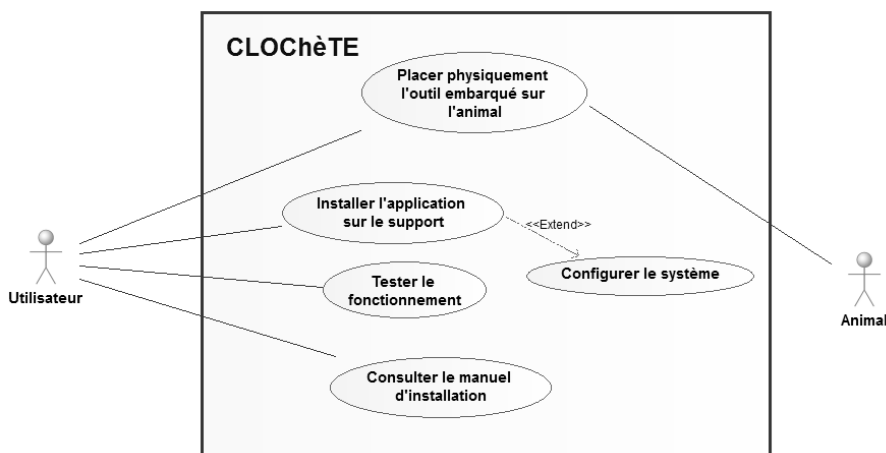 CLOChèTE
Placer physiquement
l'outil embarqué sur
l'animal
Installer l'application
sur le support
<<Extend>>
Configurer le système
Tester le
fonctionnement
Utilisateur
Animal
Consulter le manuel
d'installation